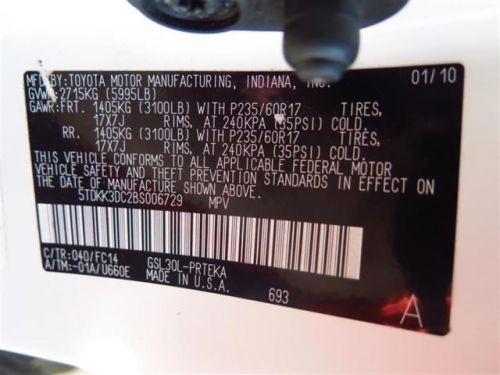 MFD.BY:TOYOTA MOTOR MANUFACTURING, INDIANA, INC. 01/10
GVWR:2715KG (5995LB)
GAWR:FRT. 1405KG (3100LB) WITH P235/60R17 TIRES,
17X7J RIMS, AT 240KPA (35PSI) COLD.
RR. 1405KG (3100LB) WITH P235/60R17 TIRES,
17X7J RIMS, AT 240KPA (35PSI) COLD.
THIS VEHICLE CONFORMS TO ALL APPLICABLE FEDERAL MOTOR
VEHICLE SAFETY AND THEFT PREVENTION STANDARDS IN
EFFECT ON THE DATE OF MANUFACTURE SHOWN ABOVE.
5TDKK3DC2BS006729 MPV
C/TR:040/FC14 GSL30L-PRTEKA
A/TM:-01A/U660E MADE IN U.S.A. 693
A